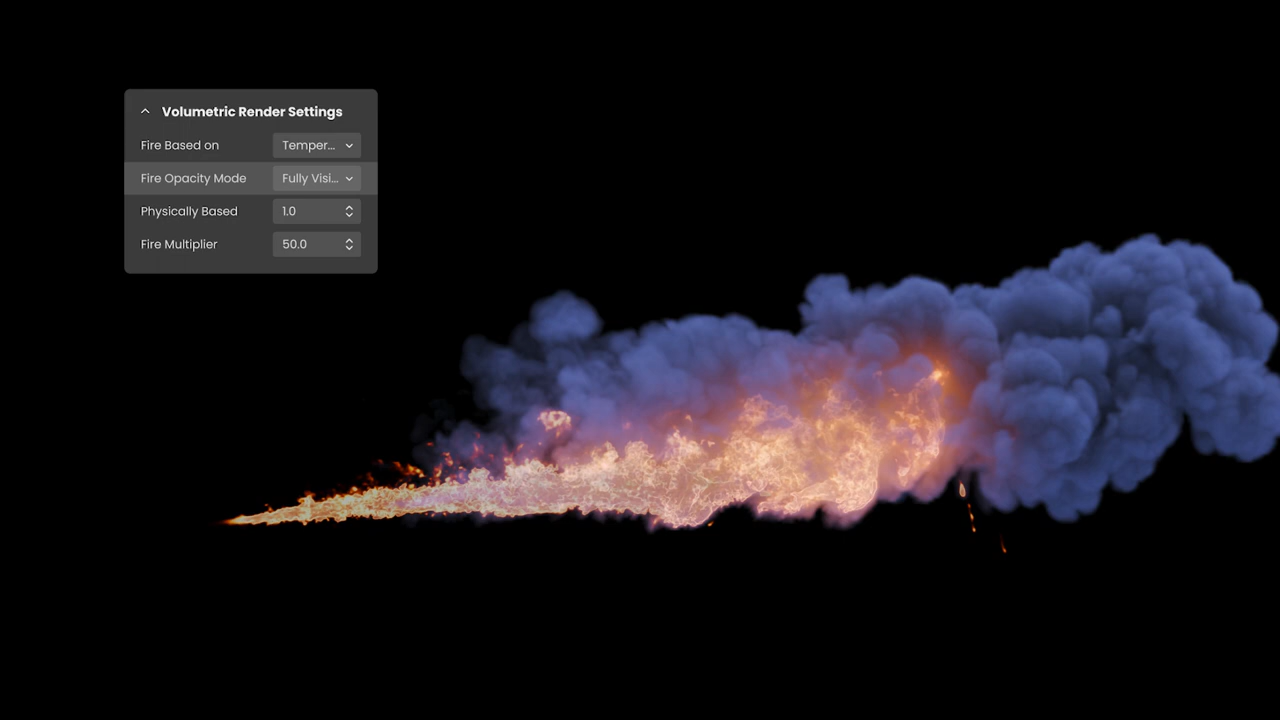 Volumetric Render Settings
Fire Based on Temper...
Fire Opacity Mode Fully Visi...
Physically Based 1.0
Fire Multiplier 50.0